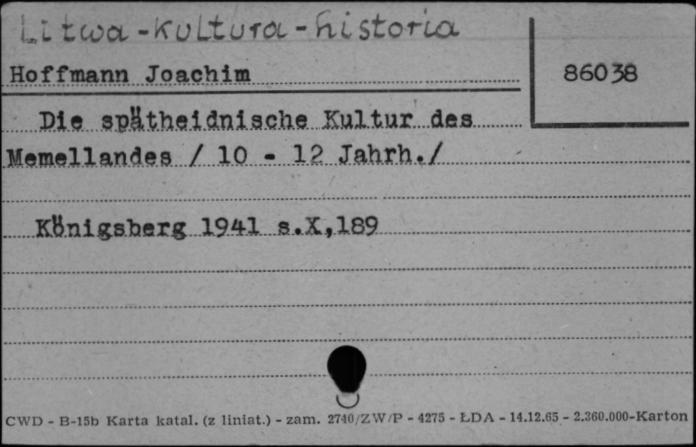 Litwa-kultura-historia
Hoffmann Joachim
86038
Die spätheidnische Kultur des
Memellandes / 10 - 12 Jahrh./
Königsberg 1941 s.X,189
CWD - B-15b Karta katal. (z liniat.) - zam. 2740/ZW/P - 4275 - ŁDA - 14.12.65 - 2.360.000-Karton